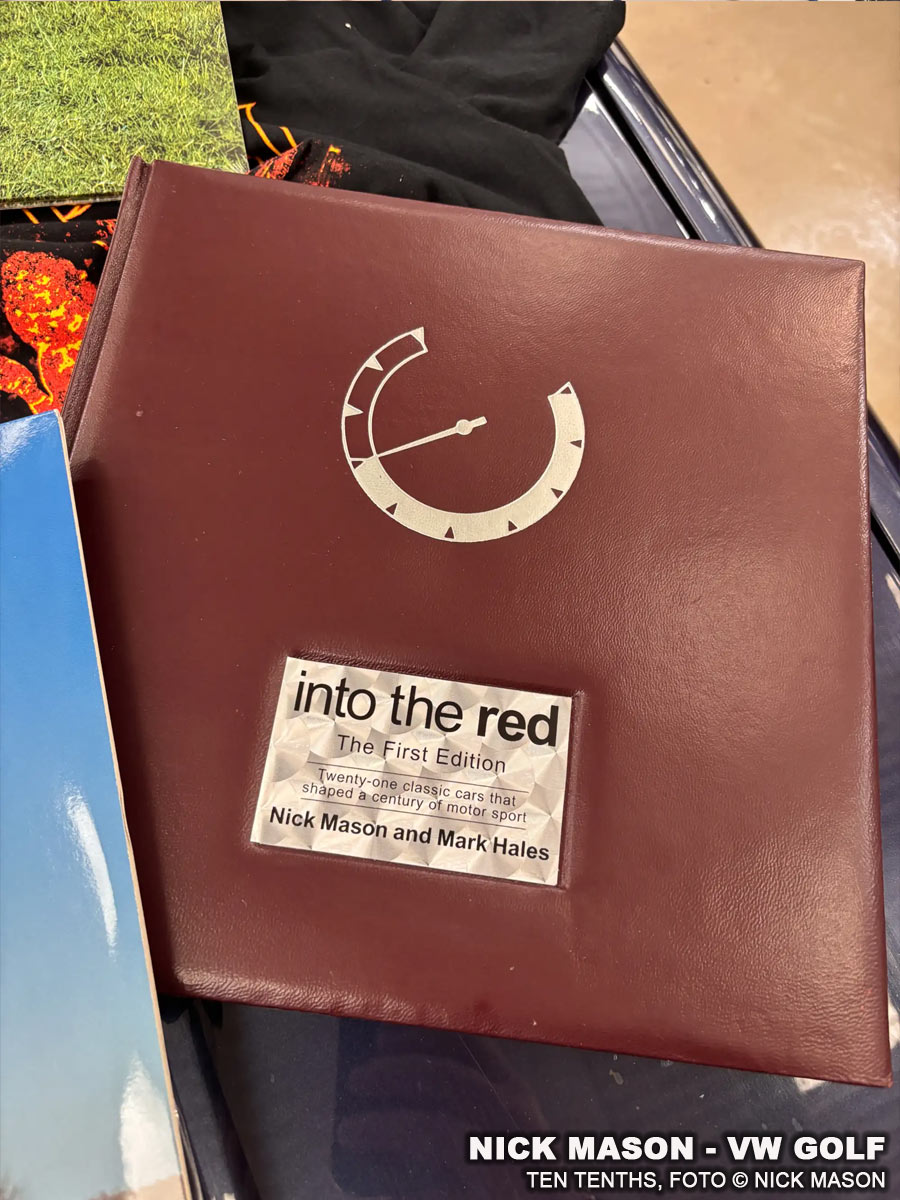 into the red
The First Edition
Twenty-one classic cars that
shaped a century of motor sport
Nick Mason and Mark Hales
NICK MASON - VW GOLF
TEN TENTHS, FOTO © NICK MASON